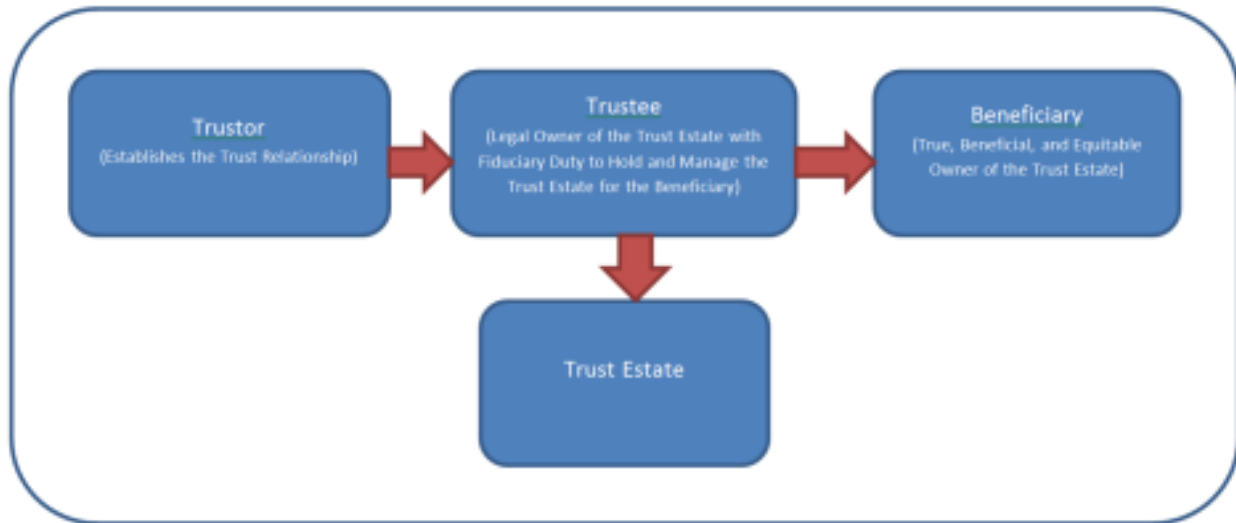 Trustor
(Establishes the Trust Relationship)
Trustee
(Legal Owner of the Trust Estate with
Fiduciary Duty to Hold and Manage the
Trust Estate for the Beneficiary)
Beneficiary
(True, Beneficial, and Equitable
Owner of the Trust Estate)
Trust Estate